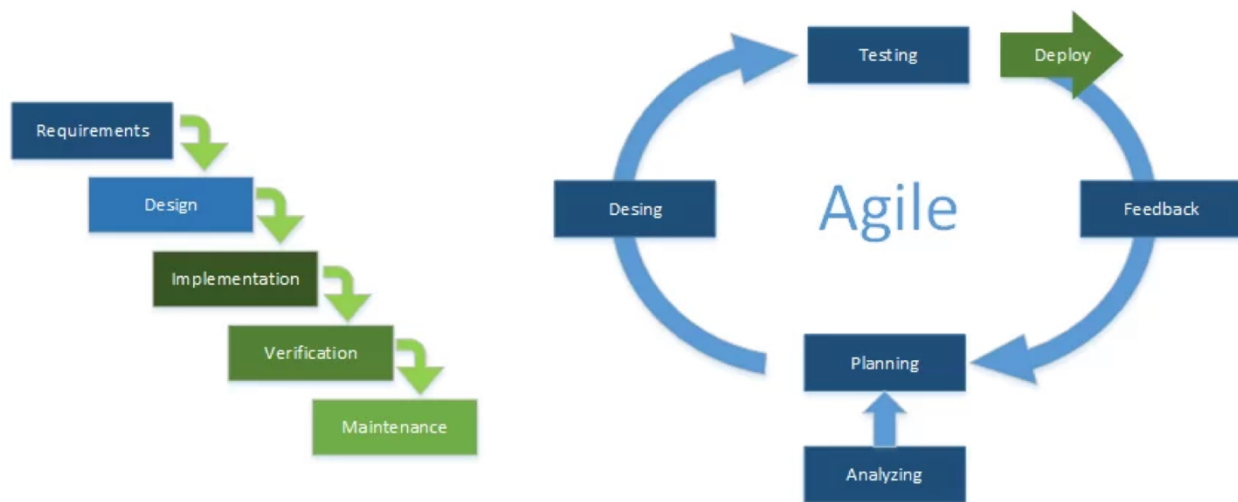 Requirements
Design
Implementation
Verification
Maintenance
Testing
Deploy
Desing
Agile
Feedback
Planning
Analyzing